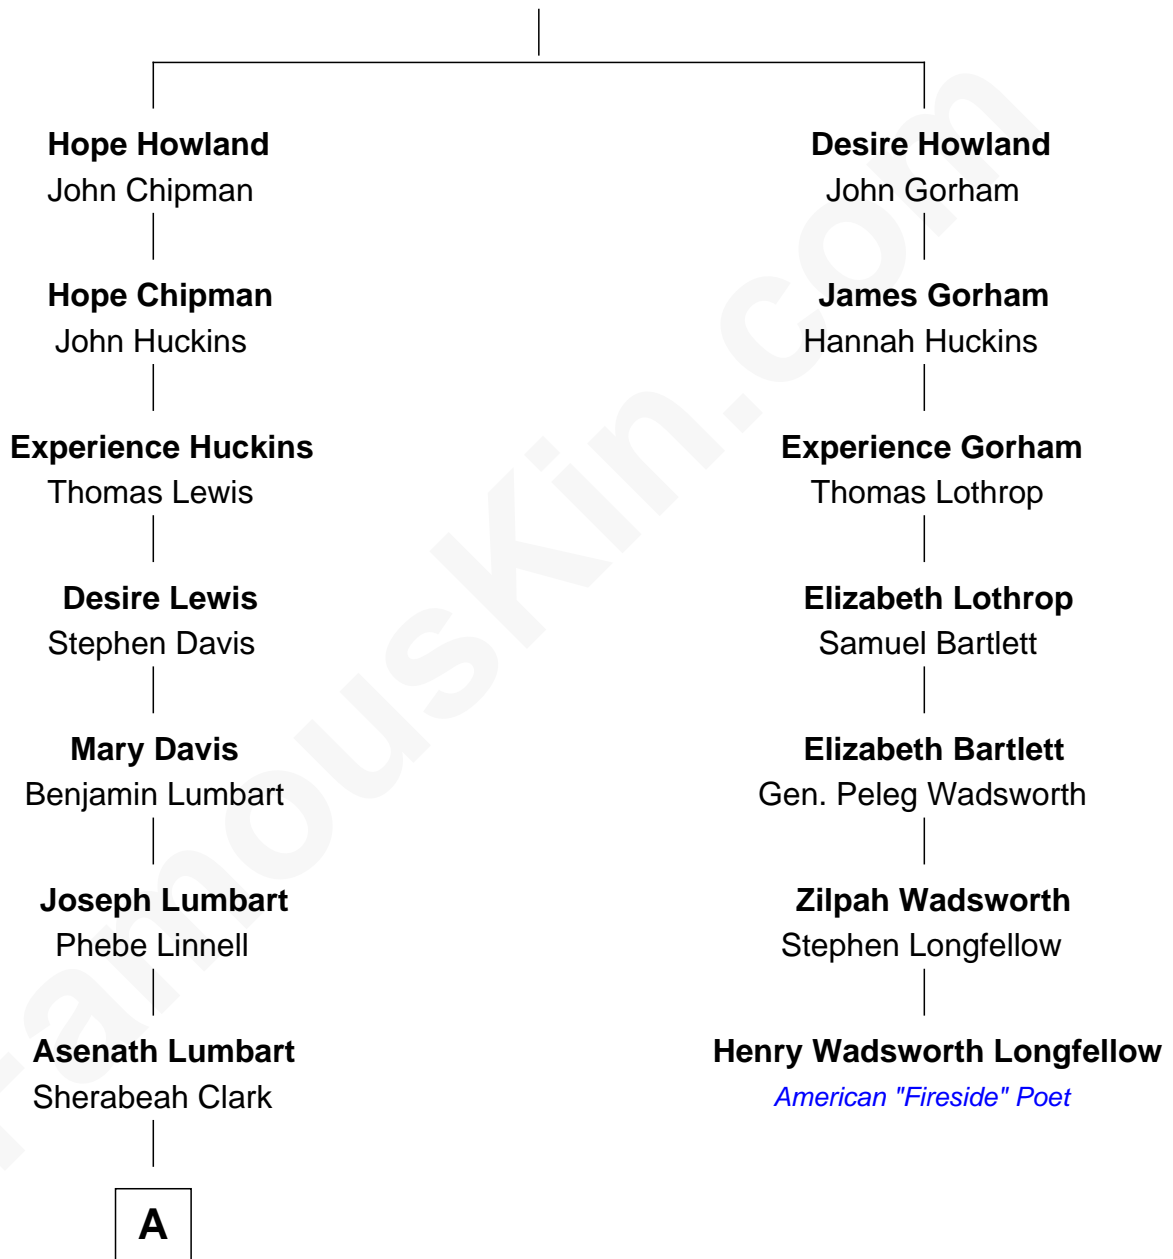 Hope Howland
John Chipman
Desire Howland
John Gorham
Hope Chipman
John Huckins
James Gorham
Hannah Huckins
Experience Huckins
Thomas Lewis
Experience Gorham
Thomas Lothrop
Desire Lewis
Stephen Davis
Elizabeth Lothrop
Samuel Bartlett
Mary Davis
Benjamin Lumbart
Elizabeth Bartlett
Gen. Peleg Wadsworth
Joseph Lumbart
Phebe Linnell
Zilpah Wadsworth
Stephen Longfellow
Asenath Lumbart
Sherabeah Clark
Henry Wadsworth Longfellow
American "Fireside" Poet
A
FamousKin.com